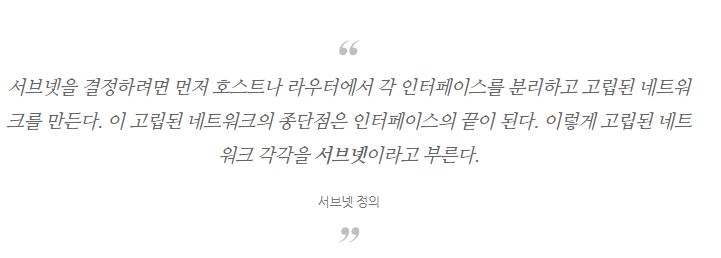 “
서브넷을 결정하려면 먼저 호스트나 라우터에서 각 인터페이스를 분리하고 고립된 네트워
크를 만든다. 이 고립된 네트워크의 종단점은 인터페이스의 끝이 된다. 이렇게 고립된 네트
워크 각각을 서브넷이라고 부른다.
서브넷 정의
”